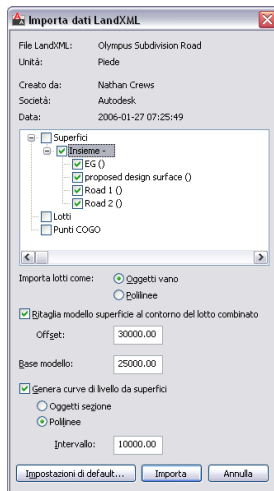 Importa dati LandXML
File LandXML: Olympus Subdivision Road
Unità: Piede
Creato da: Nathan Crews
Società: Autodesk
Data: 2006-01-27 07:25:49
Superfici
Insieme -
EG ()
proposed design surface ()
Road 1 ()
Road 2 ()
Lotti
Punti COGO
Importa lotti come: Oggetti vano
Polilinee
Ritaglia modello superficie al contorno del lotto combinato
Offset: 30000.00
Base modello: 25000.00
Genera curve di livello da superfici
Oggetti sezione
Polilinee
Intervallo: 10000.00
Impostazioni di default... Importa Annulla